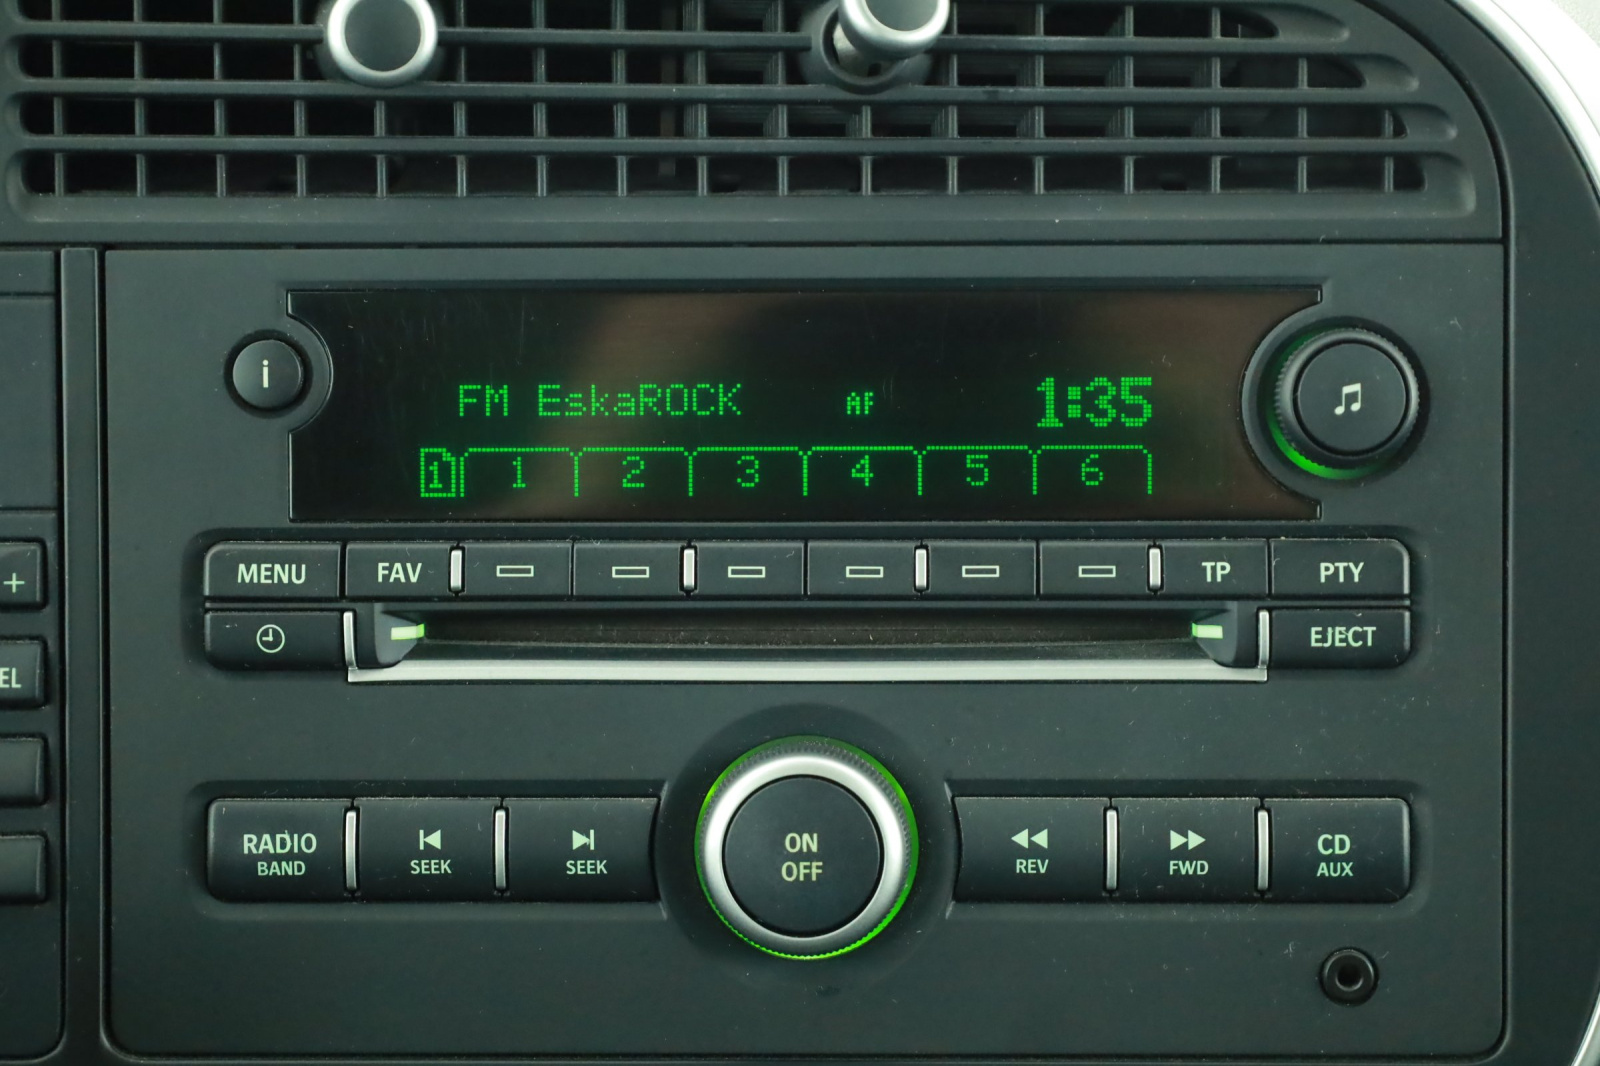 i
FM EskaROCK AF 1:35
1 1 2 3 4 5 6
MENU FAV TP PTY
+
EJECT
EL
RADIO BAND
SEEK
SEEK
ON
OFF
REV
FWD
CD
AUX